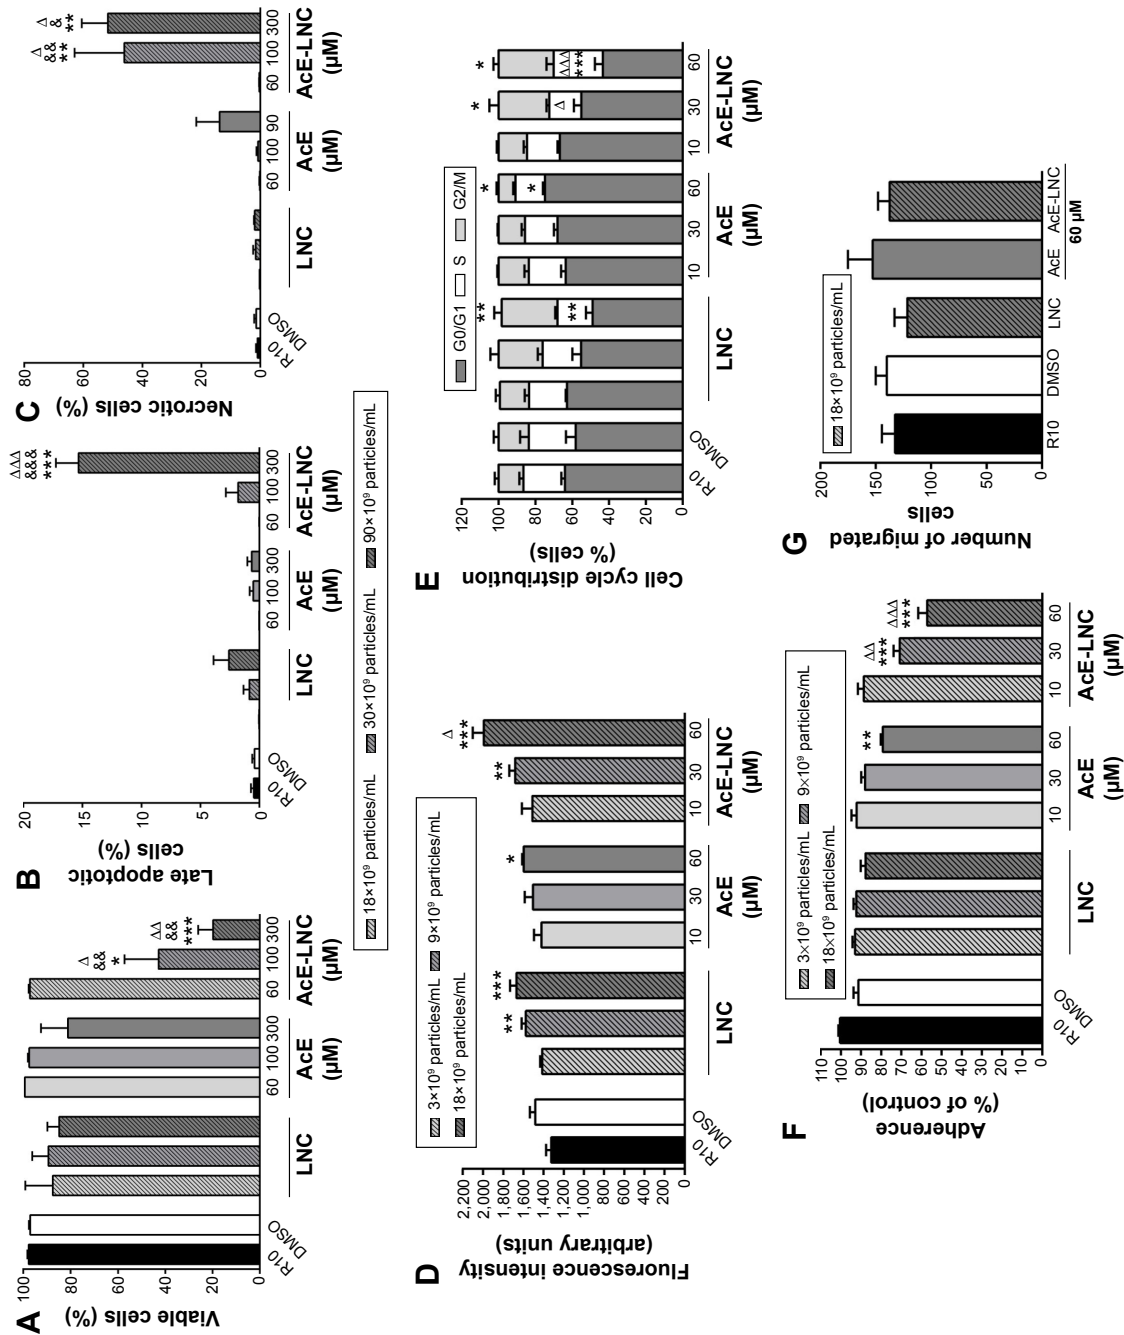 A
Viable cells (%)
100
80
60
40
20
0
R10
DMSO
LNC
60
100
300
AcE
(µM)
60
100
300
AcE-LNC
(µM)
Δ
&&
*
ΔΔ
&&
***
B
Late apoptotic
cells (%)
20
15
10
5
0
R10
DMSO
LNC
60
100
300
AcE
(µM)
60
100
300
AcE-LNC
(µM)
ΔΔΔ
&&&
***
C
Necrotic cells (%)
80
60
40
20
0
R10
DMSO
LNC
60
100
90
AcE
(µM)
60
100
300
AcE-LNC
(µM)
Δ
&&
**
Δ
&
**
18×10⁹ particles/mL
30×10⁹ particles/mL
90×10⁹ particles/mL
D
Fluorescence intensity
(arbitrary units)
2,200
2,000
1,800
1,600
1,400
1,200
1,000
800
600
400
200
0
3×10⁹ particles/mL
9×10⁹ particles/mL
18×10⁹ particles/mL
R10
DMSO
LNC
**
***
10
30
60
AcE
(µM)
*
10
30
60
AcE-LNC
(µM)
**
Δ
***
E
Cell cycle distribution
(% cells)
120
100
80
60
40
20
0
G0/G1
S
G2/M
R10
DMSO
LNC
**
**
10
30
60
AcE
(µM)
*
*
10
30
60
AcE-LNC
(µM)
*
Δ
*
ΔΔΔ
***
F
Adherence
(% of control)
110
100
90
80
70
60
50
40
30
20
10
0
3×10⁹ particles/mL
9×10⁹ particles/mL
18×10⁹ particles/mL
R10
DMSO
LNC
10
30
60
AcE
(µM)
**
10
30
60
AcE-LNC
(µM)
ΔΔ
***
ΔΔΔ
***
G
Number of migrated
cells
200
150
100
50
0
18×10⁹ particles/mL
R10
DMSO
LNC
AcE
AcE-LNC
60 µM